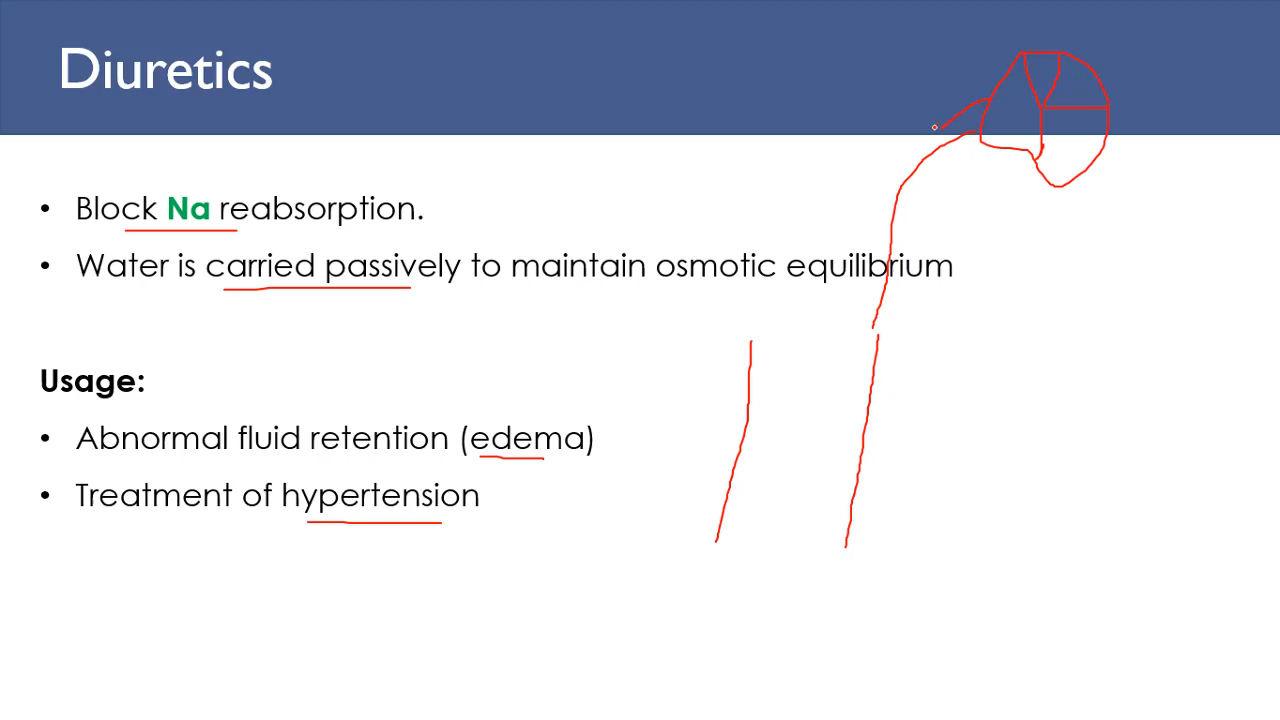 Diuretics
• Block Na reabsorption.
• Water is carried passively to maintain osmotic equilibrium
Usage:
• Abnormal fluid retention (edema)
• Treatment of hypertension